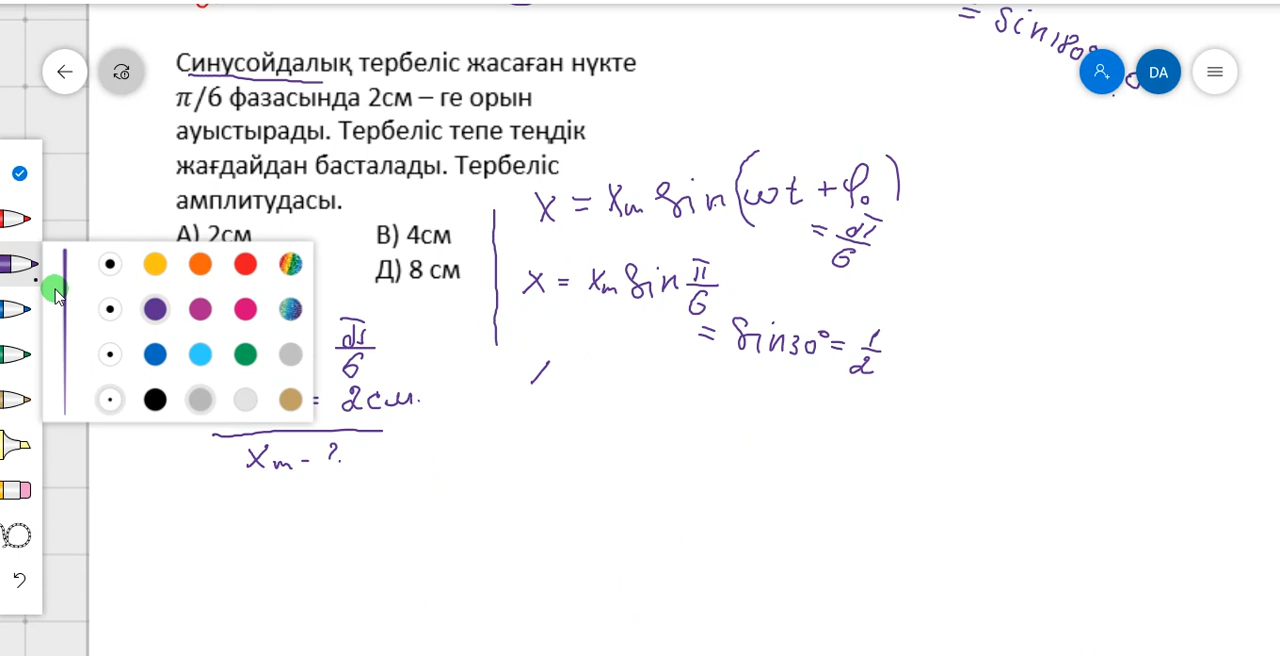 = sin180°
DA
Синусойдалық тербеліс жасаған нүкте
π/6 фазасында 2см – ге орын
ауыстырады. Тербеліс тепе теңдік
жағдайдан басталады. Тербеліс
амплитудасы.
А) 2см В) 4см
Д) 8 см
π/6
= 2см.
xm - ?
x = xm sin(ωt + φ₀)
= π/6
x = xm sin π/6
= sin30° = 1/2